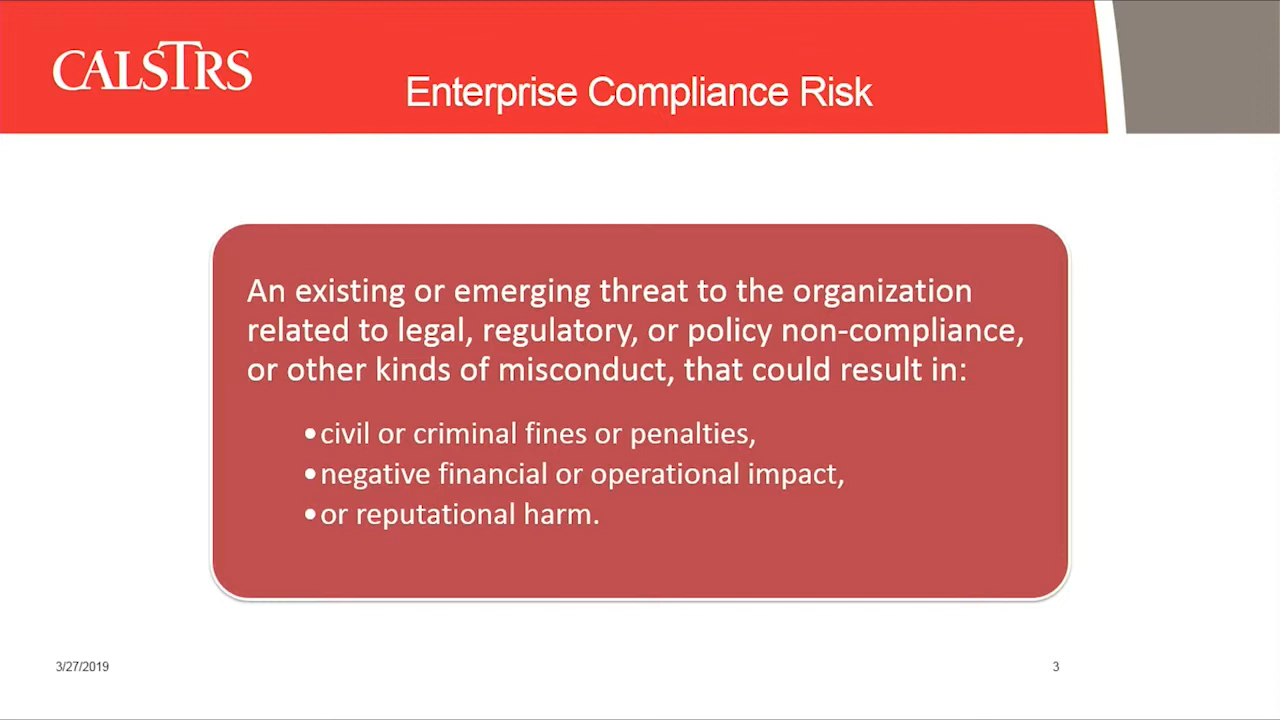 CALSTRS
Enterprise Compliance Risk
An existing or emerging threat to the organization
related to legal, regulatory, or policy non-compliance,
or other kinds of misconduct, that could result in:
•civil or criminal fines or penalties,
•negative financial or operational impact,
•or reputational harm.
3/27/2019
3